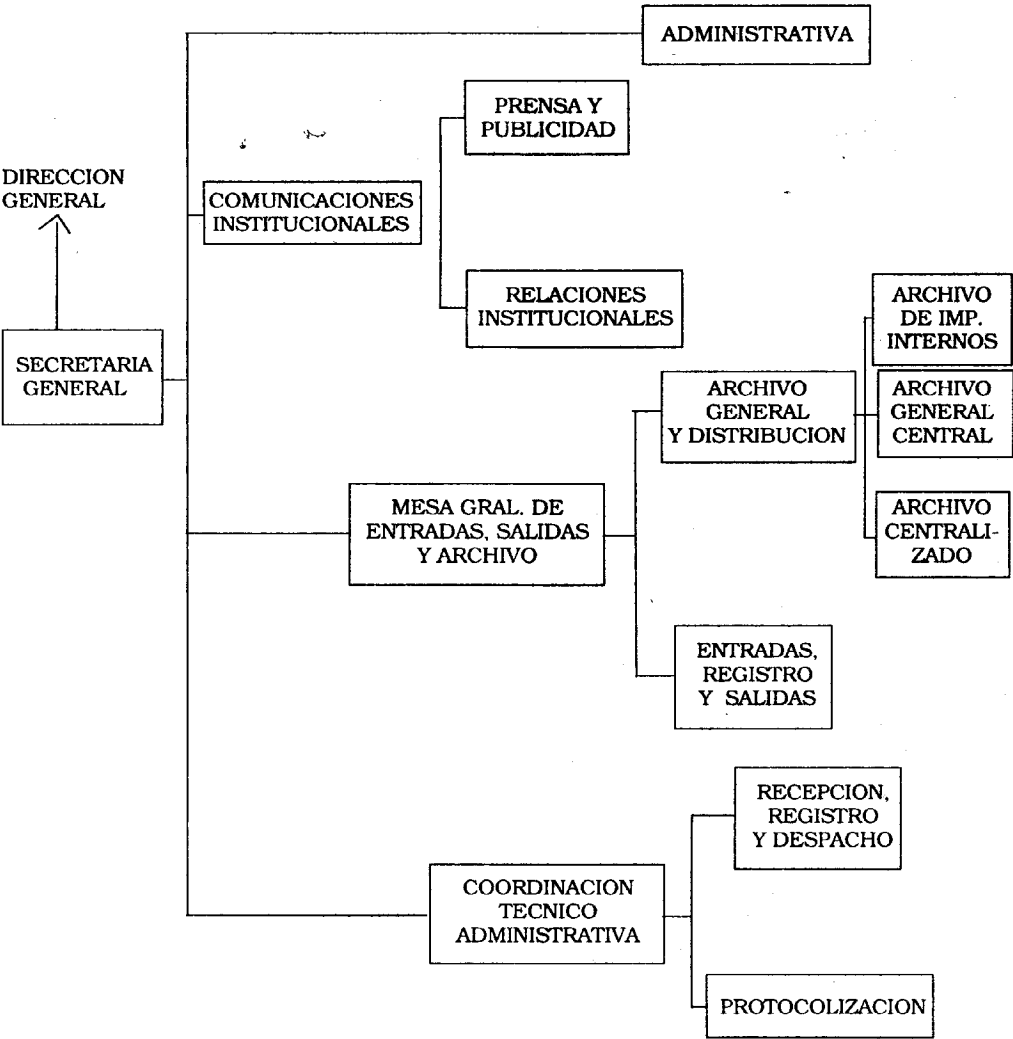 ADMINISTRATIVA
PRENSA Y
PUBLICIDAD
DIRECCION
GENERAL
COMUNICACIONES
INSTITUCIONALES
RELACIONES
INSTITUCIONALES
ARCHIVO
DE IMP.
INTERNOS
SECRETARIA
GENERAL
ARCHIVO
GENERAL
Y DISTRIBUCION
ARCHIVO
GENERAL
CENTRAL
MESA GRAL. DE
ENTRADAS, SALIDAS
Y ARCHIVO
ARCHIVO
CENTRALI-
ZADO
ENTRADAS,
REGISTRO
Y SALIDAS
RECEPCION,
REGISTRO
Y DESPACHO
COORDINACION
TECNICO
ADMINISTRATIVA
PROTOCOLIZACION